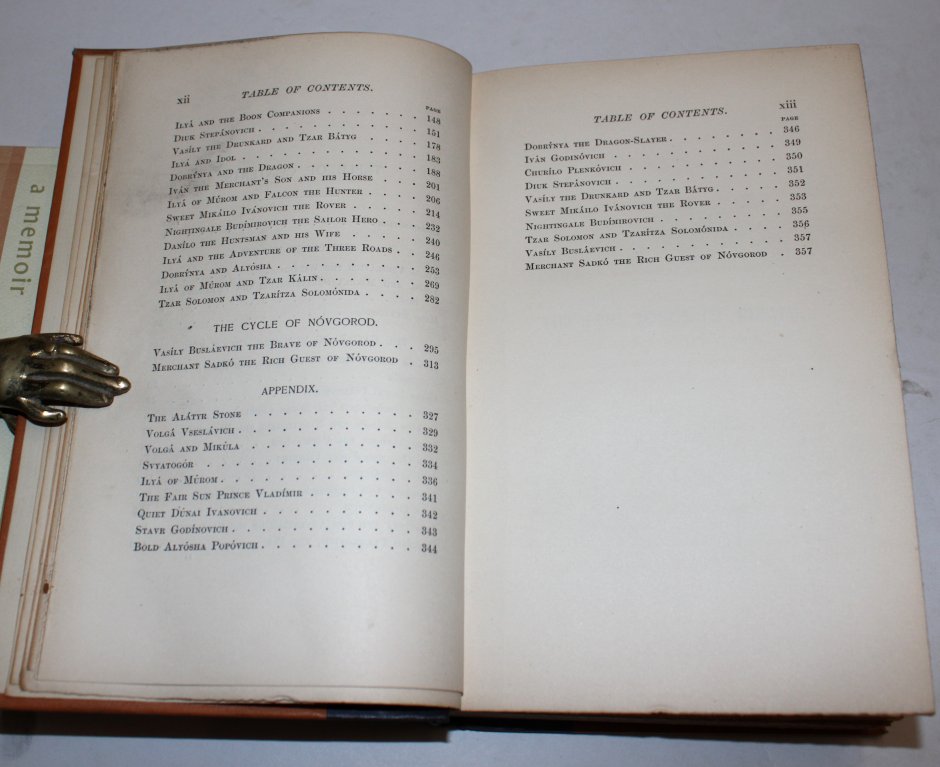 a memoir
xii TABLE OF CONTENTS.
PAGE
Ilyá and the Boon Companions . . . . . . . 148
Diuk Stepánovich . . . . . . . . . . 151
Vasíly the Drunkard and Tzar Bátyg . . . . 178
Ilyá and Idol . . . . . . . . . . . 183
Dobrýnya and the Dragon . . . . . . . . 188
Iván the Merchant's Son and his Horse . . . 201
Ilyá of Múrom and Falcon the Hunter . . . . 206
Sweet Mikáilo Ivánovich the Rover . . . . 214
Nightingale Budímirovich the Sailor Hero . . 232
Danílo the Huntsman and his Wife . . . . . 240
Ilyá and the Adventure of the Three Roads . . 246
Dobrýnya and Alyósha . . . . . . . . . 253
Ilyá of Múrom and Tzar Kálin . . . . . . 269
Tzar Solomon and Tzarítza Solomónida . . . . 282
THE CYCLE OF NÓVGOROD.
Vasíly Busláevich the Brave of Nóvgorod . . . 295
Merchant Sadkó the Rich Guest of Nóvgorod . 313
APPENDIX.
The Alátyr Stone . . . . . . . . . . 327
Volgá Vseslávich . . . . . . . . . . 329
Volgá and Mikúla . . . . . . . . . . 332
Svyatogór . . . . . . . . . . . . 334
Ilyá of Múrom . . . . . . . . . . . 336
The Fair Sun Prince Vladímir . . . . . . . 341
Quiet Dúnai Ivanovich . . . . . . . . . 342
Stavr Godínovich . . . . . . . . . . . 343
Bold Alyósha Popóvich . . . . . . . . . 344
TABLE OF CONTENTS. xiii
PAGE
Dobrýnya the Dragon-Slayer . . . . . . . 346
Iván Godinóvich . . . . . . . . . . 349
Churílo Plenkóvich . . . . . . . . . . 350
Diuk Stepánovich . . . . . . . . . . 351
Vasíly the Drunkard and Tzar Bátyg . . . . 352
Sweet Mikáilo Ivánovich the Rover . . . . 353
Nightingale Budímirovich . . . . . . . . 355
Tzar Solomon and Tzarítza Solomónida . . . . 356
Vasíly Busláevich . . . . . . . . . . 357
Merchant Sadkó the Rich Guest of Nóvgorod . 357